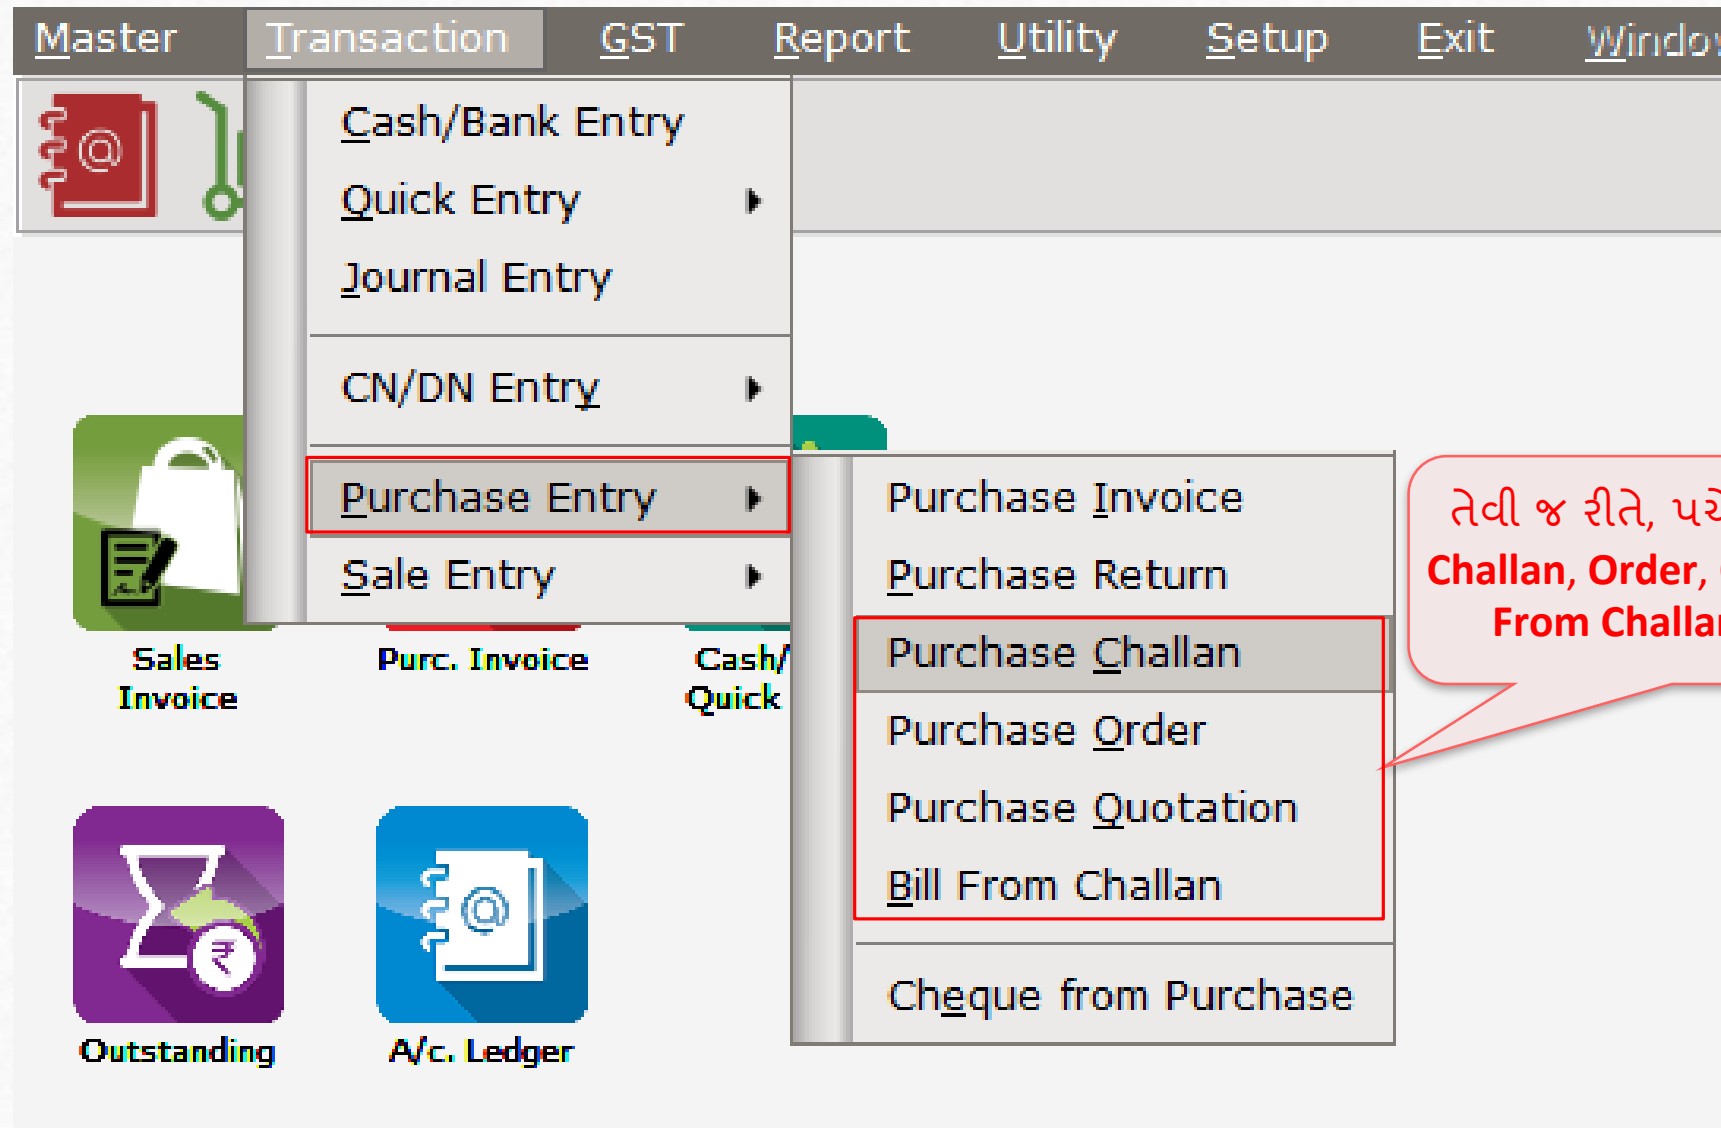 Master Transaction GST Report Utility Setup Exit
Cash/Bank Entry
Quick Entry
Journal Entry
CN/DN Entry
Purchase Entry
Sale Entry
Purchase Invoice
Purchase Return
Purchase Challan
Purchase Order
Purchase Quotation
Bill From Challan
Cheque from Purchase
તેવી જ રીતે,
Challan, Order,
From
Sales
Invoice
Purc. Invoice
Cash/
Quick
Outstanding
A/c. Ledger
@
@
₹